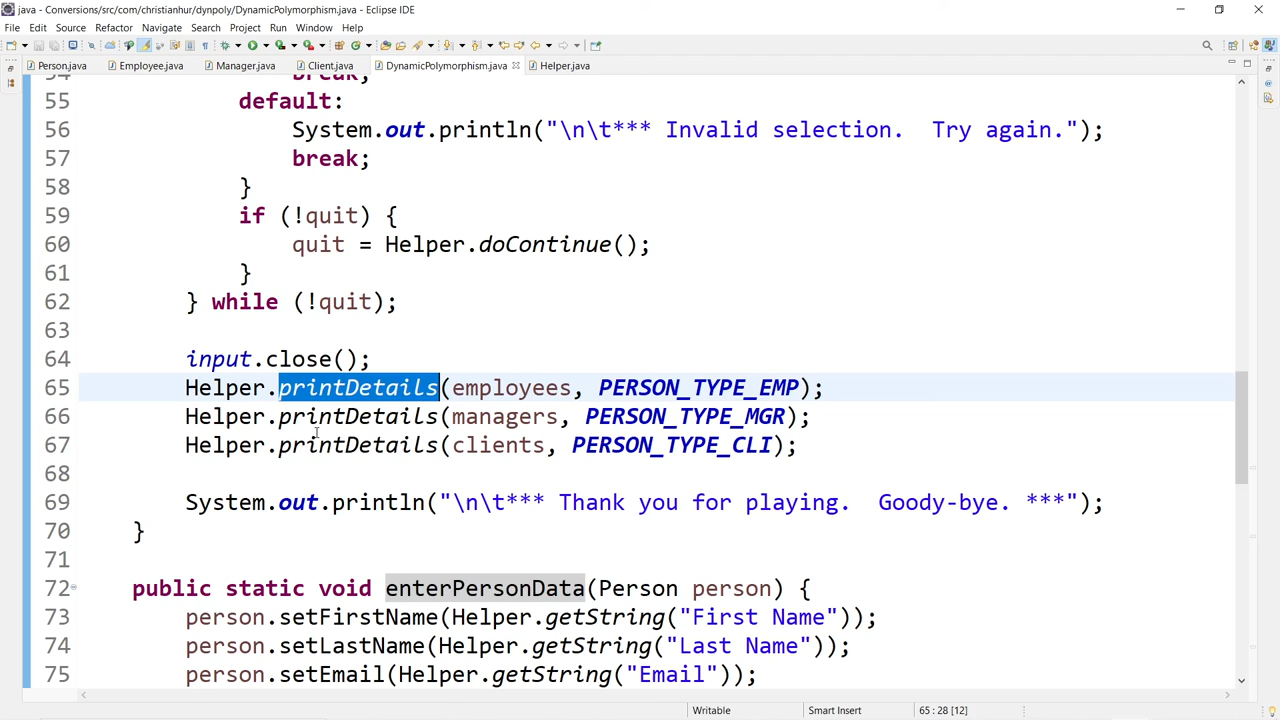 java - Conversions/src/com/christianhur/dynpoly/DynamicPolymorphism.java - Eclipse IDE
File Edit Source Refactor Navigate Search Project Run Window Help
Person.java Employee.java Manager.java Client.java DynamicPolymorphism.java Helper.java
54 break;
55 default:
56 System.out.println("\n\t*** Invalid selection.  Try again.");
57 break;
58 }
59 if (!quit) {
60 quit = Helper.doContinue();
61 }
62 } while (!quit);
63
64 input.close();
65 Helper.printDetails(employees, PERSON_TYPE_EMP);
66 Helper.printDetails(managers, PERSON_TYPE_MGR);
67 Helper.printDetails(clients, PERSON_TYPE_CLI);
68
69 System.out.println("\n\t*** Thank you for playing.  Goody-bye. ***");
70 }
71
72 public static void enterPersonData(Person person) {
73 person.setFirstName(Helper.getString("First Name"));
74 person.setLastName(Helper.getString("Last Name"));
75 person.setEmail(Helper.getString("Email"));
Writable Smart Insert 65 : 28 [12]